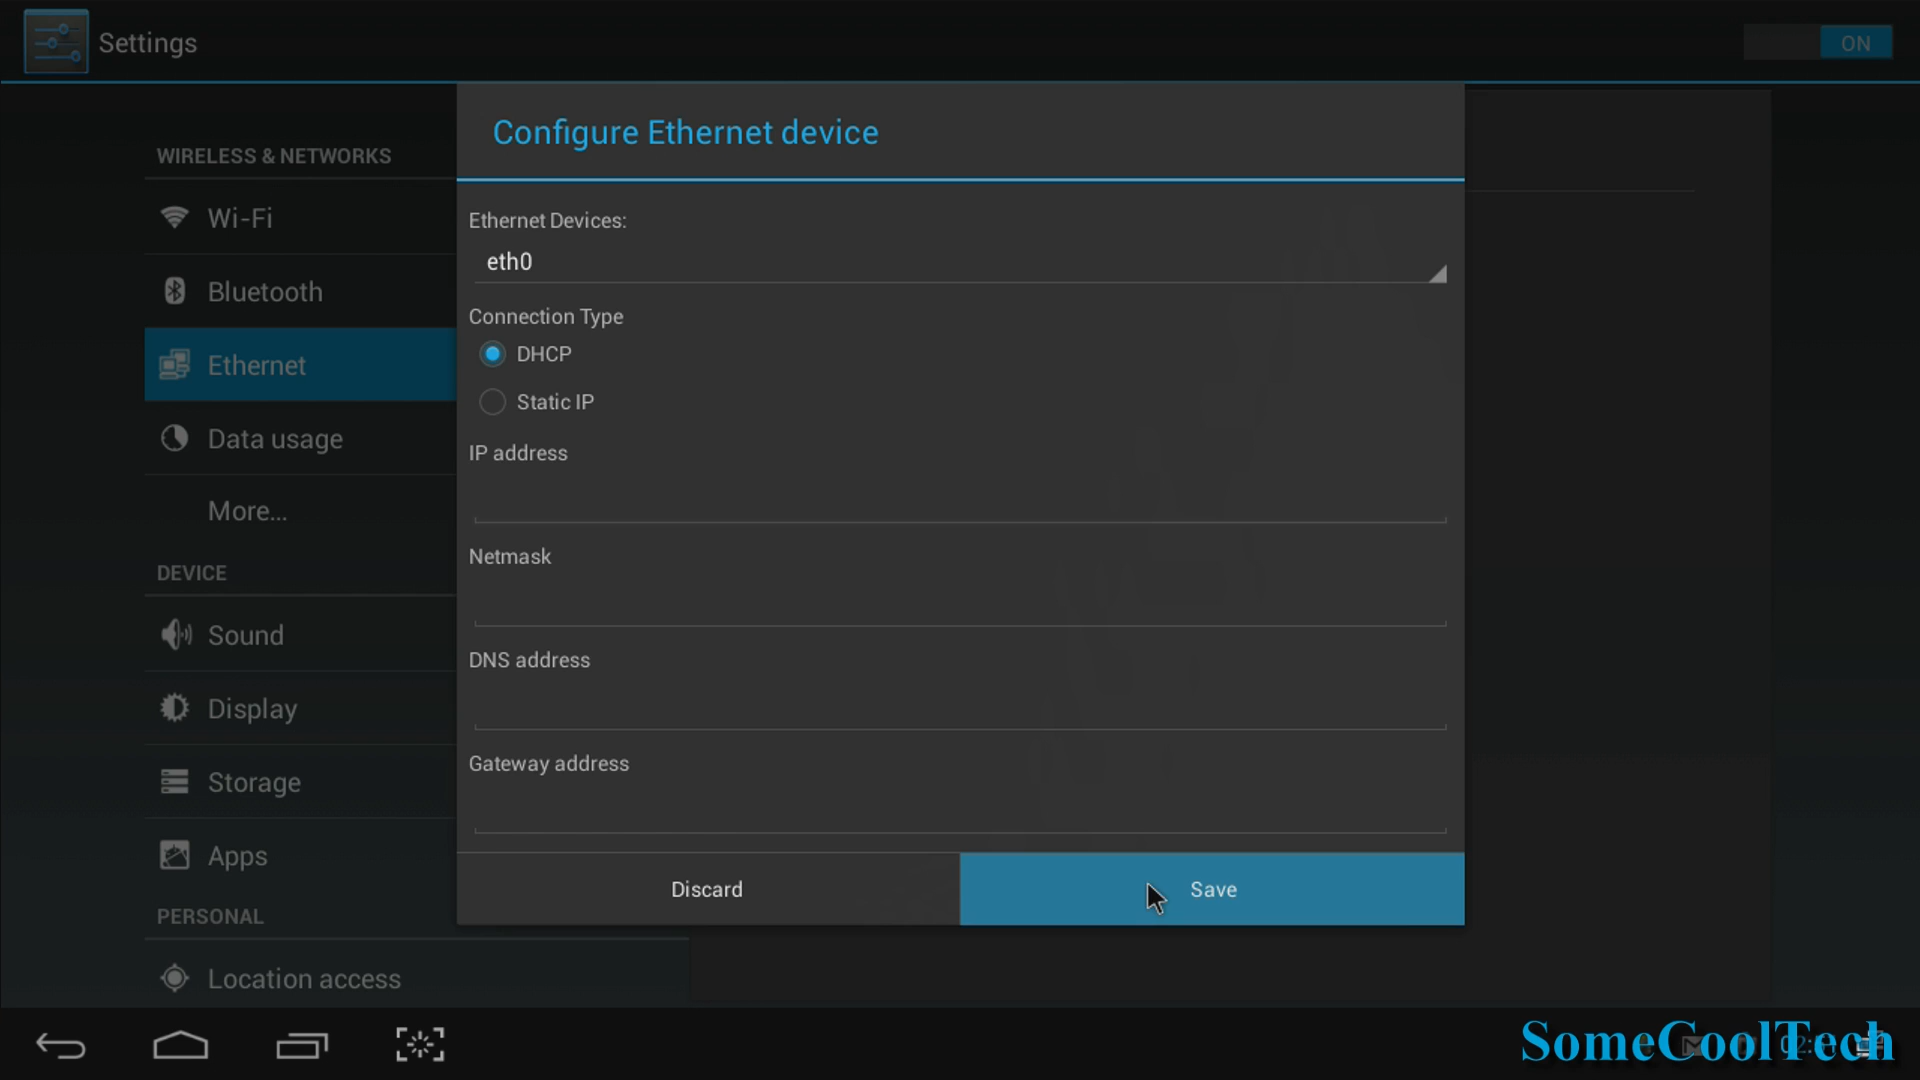 Settings
ON
Configure Ethernet device
WIRELESS & NETWORKS
Wi-Fi
Bluetooth
Ethernet
Data usage
More...
DEVICE
Sound
Display
Storage
Apps
PERSONAL
Location access
Ethernet Devices:
eth0
Connection Type
DHCP
Static IP
IP address
Netmask
DNS address
Gateway address
Discard
Save
SomeCoolTech